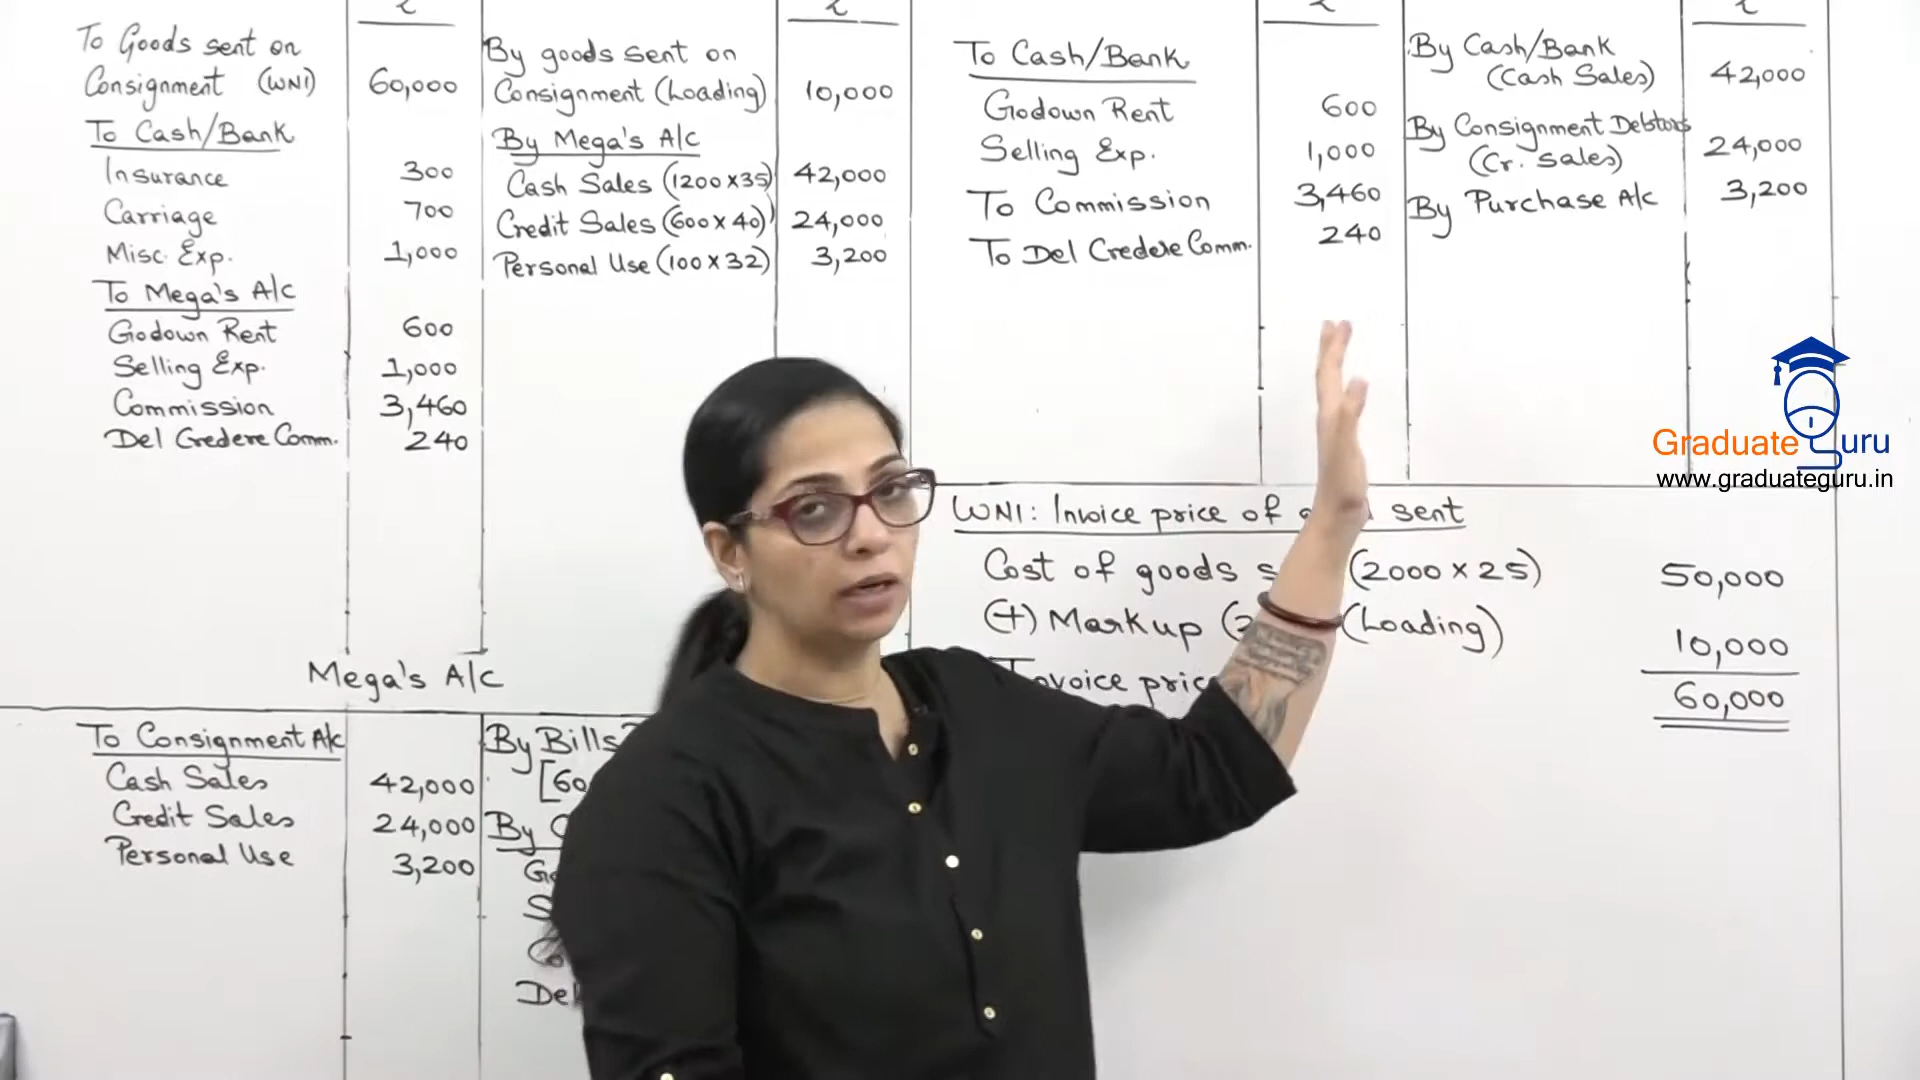 ₹
₹
₹
₹
To Goods sent on
Consignment (WN1) 60,000
To Cash/Bank
Insurance 300
Carriage 700
Misc. Exp. 1,000
To Mega's A/c
Godown Rent 600
Selling Exp. 1,000
Commission 3,460
Del Credere Comm. 240
By goods sent on
Consignment (Loading) 10,000
By Mega's A/c
Cash Sales (1200 x 35) 42,000
Credit Sales (600 x 40) 24,000
Personal Use (100 x 32) 3,200
To Cash/Bank
Godown Rent 600
Selling Exp. 1,000
To Commission 3,460
To Del Credere Comm. 240
By Cash/Bank
(Cash Sales) 42,000
By Consignment Debtors
(Cr. Sales) 24,000
By Purchase A/c 3,200
Graduate Guru
www.graduateguru.in
WN1: Invoice price of sent
Cost of goods (2000 x 25) 50,000
(+) Markup (Loading) 10,000
60,000
Mega's A/c
To Consignment A/c
Cash Sales 42,000
Credit Sales 24,000
Personal Use 3,200
By Bills
[60
By